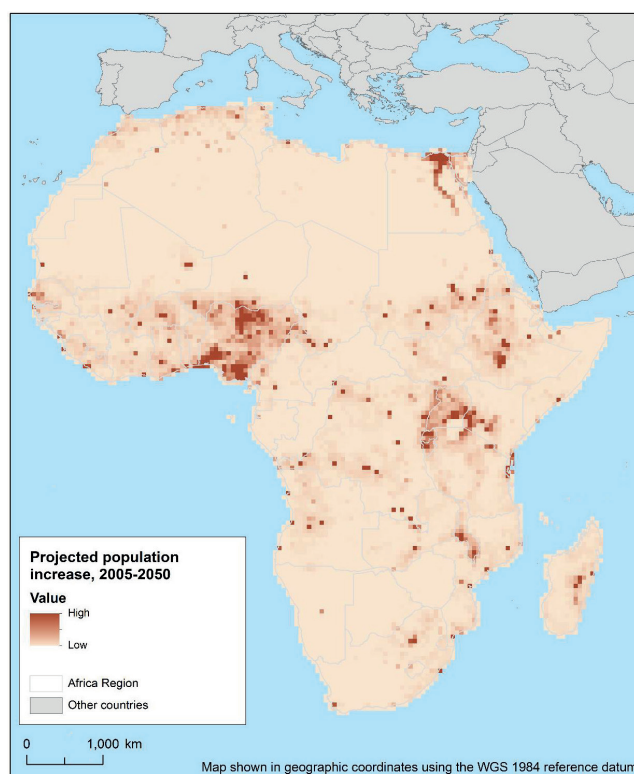 Projected population
increase, 2005-2050
Value
High
Low
Africa Region
Other countries
0 1,000 km
Map shown in geographic coordinates using the WGS 1984 reference datum